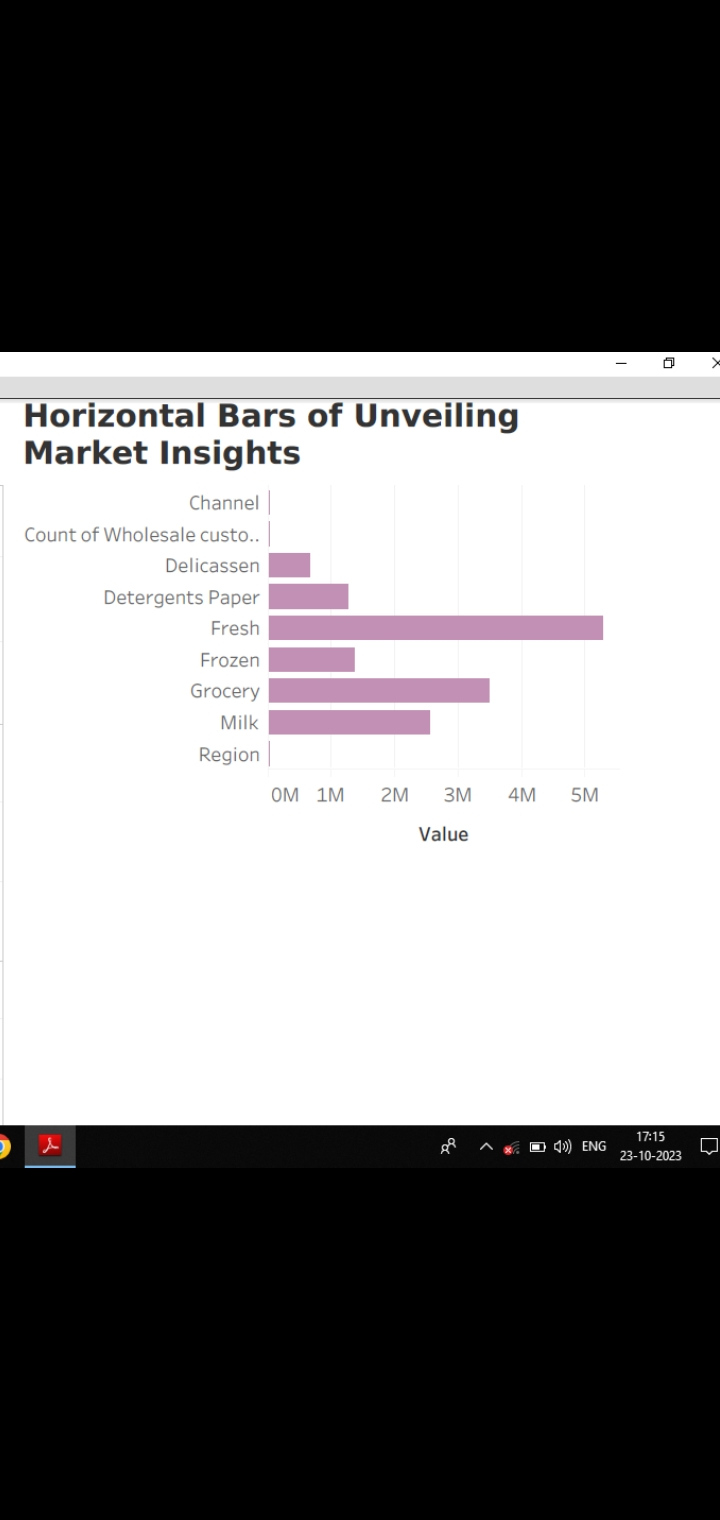 Horizontal Bars of Unveiling
Market Insights
Channel
Count of Wholesale custo..
Delicassen
Detergents Paper
Fresh
Frozen
Grocery
Milk
Region
0M 1M 2M 3M 4M 5M
Value
ENG
17:15
23-10-2023